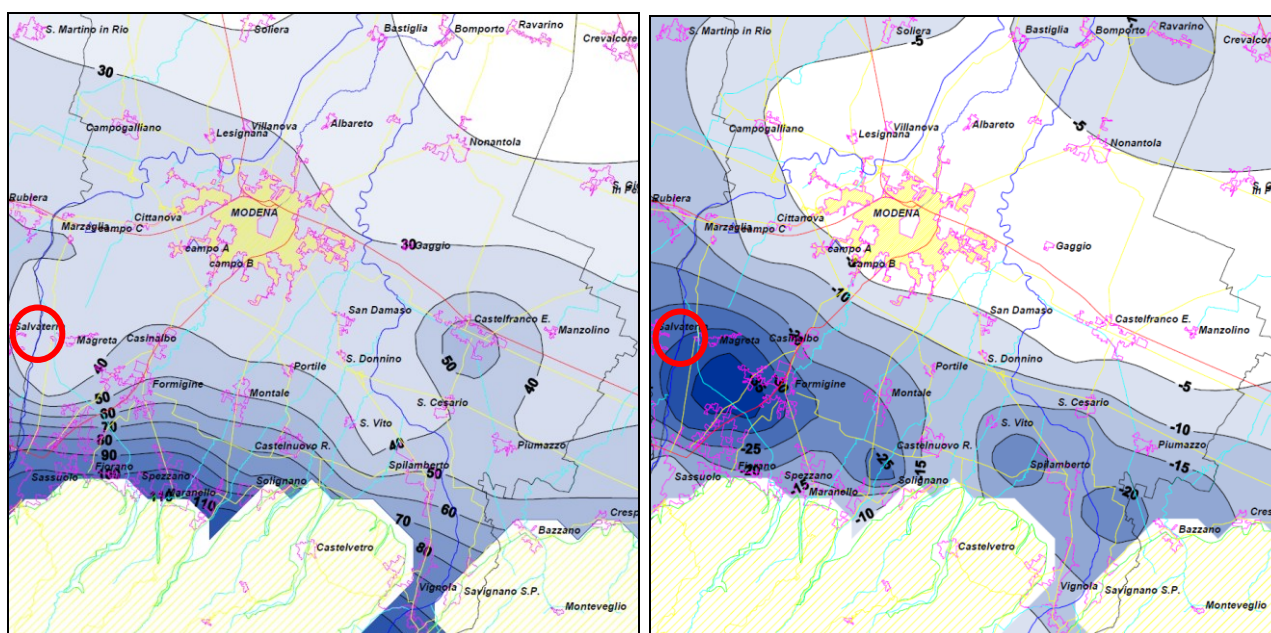 S. Martino in Rio
Soliera
Bastiglia
Bomporto
Ravarino
Crevalcore
30
Campogalliano
Lesignana
Villanova
Albareto
Nonantola
Rubiera
Marzaglia
campo C
Cittanova
MODENA
campo A
campo B
30
Gaggio
Salvaterra
Magreta
Casinalbo
San Damaso
Castelfranco E.
Manzolino
40
50
S. Donnino
Portile
40
50
60
70
80
90
Formigine
Montale
S. Cesario
S. Vito
Piumazzo
Castelnuovo R.
40
Spilamberto
50
Sassuolo
Fiorano
Spezzano
Maranello
Solignano
110
60
70
80
Bazzano
Castelvetro
Vignola
Savignano S.P.
Monteveglio
S. Martino in Rio
Soliera
-5
Bastiglia
Bomporto
Ravarino
Crevalcore
Campogalliano
Lesignana
Villanova
Albareto
-5
Nonantola
Rubiera
Marzaglia
campo C
Cittanova
MODENA
campo A
campo B
Gaggio
-10
Salvaterra
Magreta
Casinalbo
San Damaso
Castelfranco E.
Manzolino
S. Donnino
Portile
-5
Formigine
Montale
S. Cesario
-10
S. Vito
Piumazzo
-15
Castelnuovo R.
-25
-20
-15
-10
-25
-15
Spilamberto
-20
Sassuolo
Fiorano
Spezzano
Maranello
Solignano
Bazzano
Castelvetro
Vignola
Savignano S.P.
Monteveglio